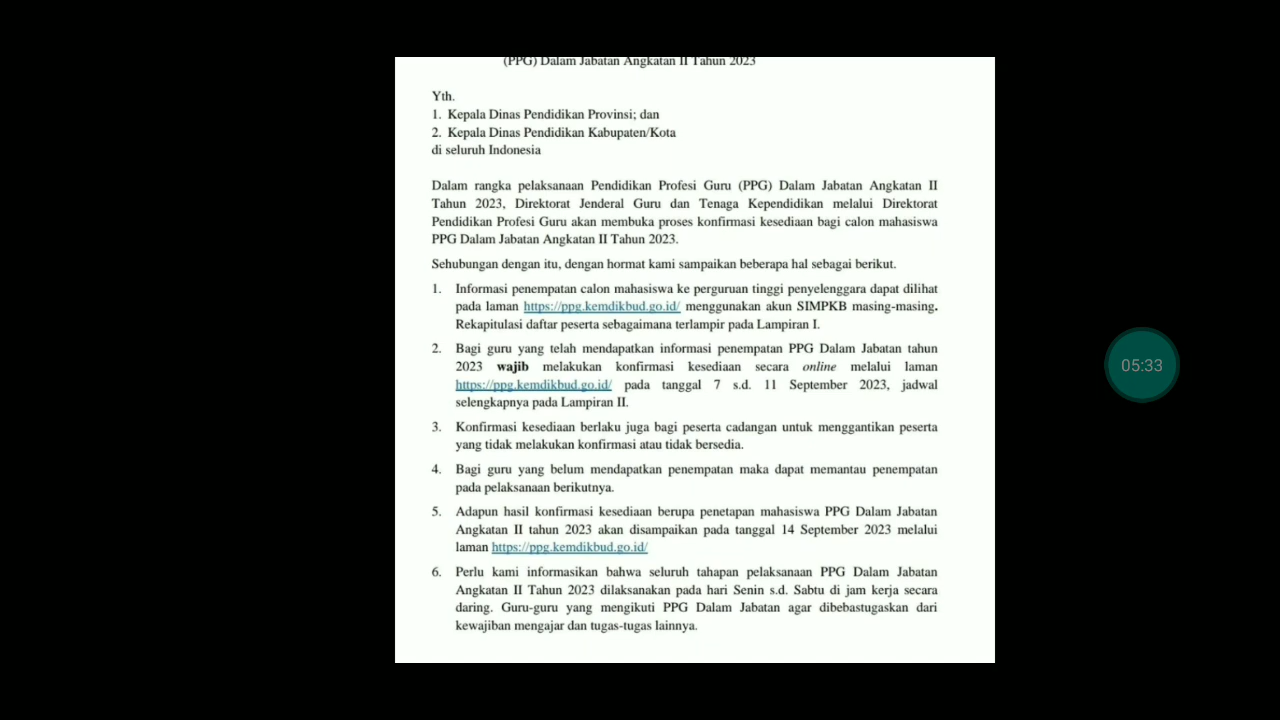 (PPG) Dalam Jabatan Angkatan II Tahun 2023
Yth.
1. Kepala Dinas Pendidikan Provinsi; dan
2. Kepala Dinas Pendidikan Kabupaten/Kota
di seluruh Indonesia
Dalam rangka pelaksanaan Pendidikan Profesi Guru (PPG) Dalam Jabatan Angkatan II
Tahun 2023, Direktorat Jenderal Guru dan Tenaga Kependidikan melalui Direktorat
Pendidikan Profesi Guru akan membuka proses konfirmasi kesediaan bagi calon mahasiswa
PPG Dalam Jabatan Angkatan II Tahun 2023.
Sehubungan dengan itu, dengan hormat kami sampaikan beberapa hal sebagai berikut.
1. Informasi penempatan calon mahasiswa ke perguruan tinggi penyelenggara dapat dilihat
pada laman https://ppg.kemdikbud.go.id/ menggunakan akun SIMPKB masing-masing.
Rekapitulasi daftar peserta sebagaimana terlampir pada Lampiran I.
2. Bagi guru yang telah mendapatkan informasi penempatan PPG Dalam Jabatan tahun
2023 wajib melakukan konfirmasi kesediaan secara online melalui laman
https://ppg.kemdikbud.go.id/ pada tanggal 7 s.d. 11 September 2023, jadwal
selengkapnya pada Lampiran II.
3. Konfirmasi kesediaan berlaku juga bagi peserta cadangan untuk menggantikan peserta
yang tidak melakukan konfirmasi atau tidak bersedia.
4. Bagi guru yang belum mendapatkan penempatan maka dapat memantau penempatan
pada pelaksanaan berikutnya.
5. Adapun hasil konfirmasi kesediaan berupa penetapan mahasiswa PPG Dalam Jabatan
Angkatan II tahun 2023 akan disampaikan pada tanggal 14 September 2023 melalui
laman https://ppg.kemdikbud.go.id/
6. Perlu kami informasikan bahwa seluruh tahapan pelaksanaan PPG Dalam Jabatan
Angkatan II Tahun 2023 dilaksanakan pada hari Senin s.d. Sabtu di jam kerja secara
daring. Guru-guru yang mengikuti PPG Dalam Jabatan agar dibebastugaskan dari
kewajiban mengajar dan tugas-tugas lainnya.
05:33